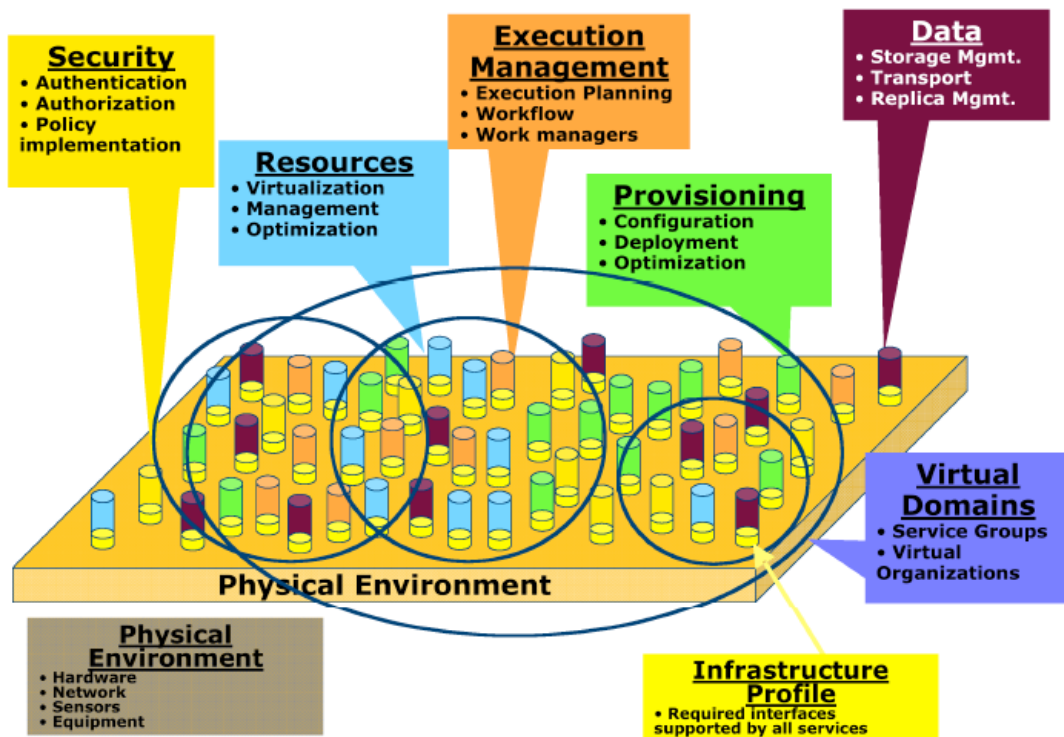 Security
• Authentication
• Authorization
• Policy
implementation
Resources
• Virtualization
• Management
• Optimization
Execution
Management
• Execution Planning
• Workflow
• Work managers
Provisioning
• Configuration
• Deployment
• Optimization
Data
• Storage Mgmt.
• Transport
• Replica Mgmt.
Virtual
Domains
• Service Groups
• Virtual
Organizations
Physical Environment
Physical
Environment
• Hardware
• Network
• Sensors
• Equipment
Infrastructure
Profile
• Required interfaces
supported by all services